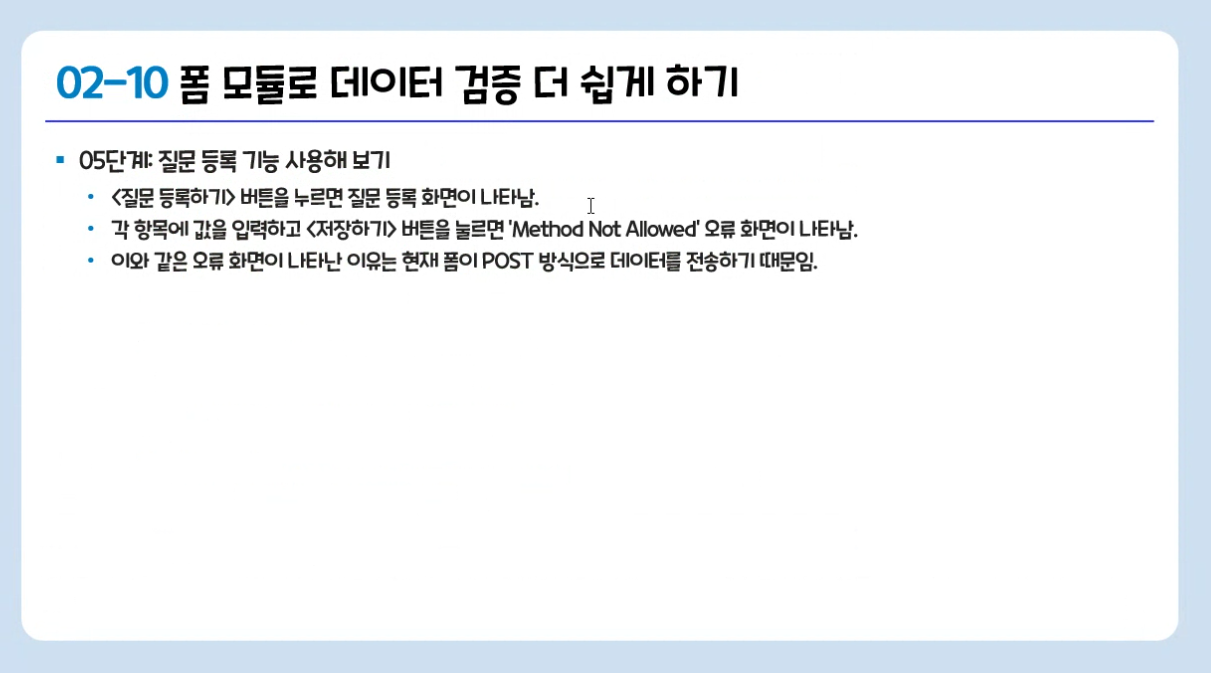 02-10 폼 모듈로 데이터 검증 더 쉽게 하기
05단계: 질문 등록 기능 사용해 보기
<질문 등록하기> 버튼을 누르면 질문 등록 화면이 나타남.
각 항목에 값을 입력하고 <저장하기> 버튼을 눌르면 'Method Not Allowed' 오류 화면이 나타남.
이와 같은 오류 화면이 나타난 이유는 현재 폼이 POST 방식으로 데이터를 전송하기 때문임.